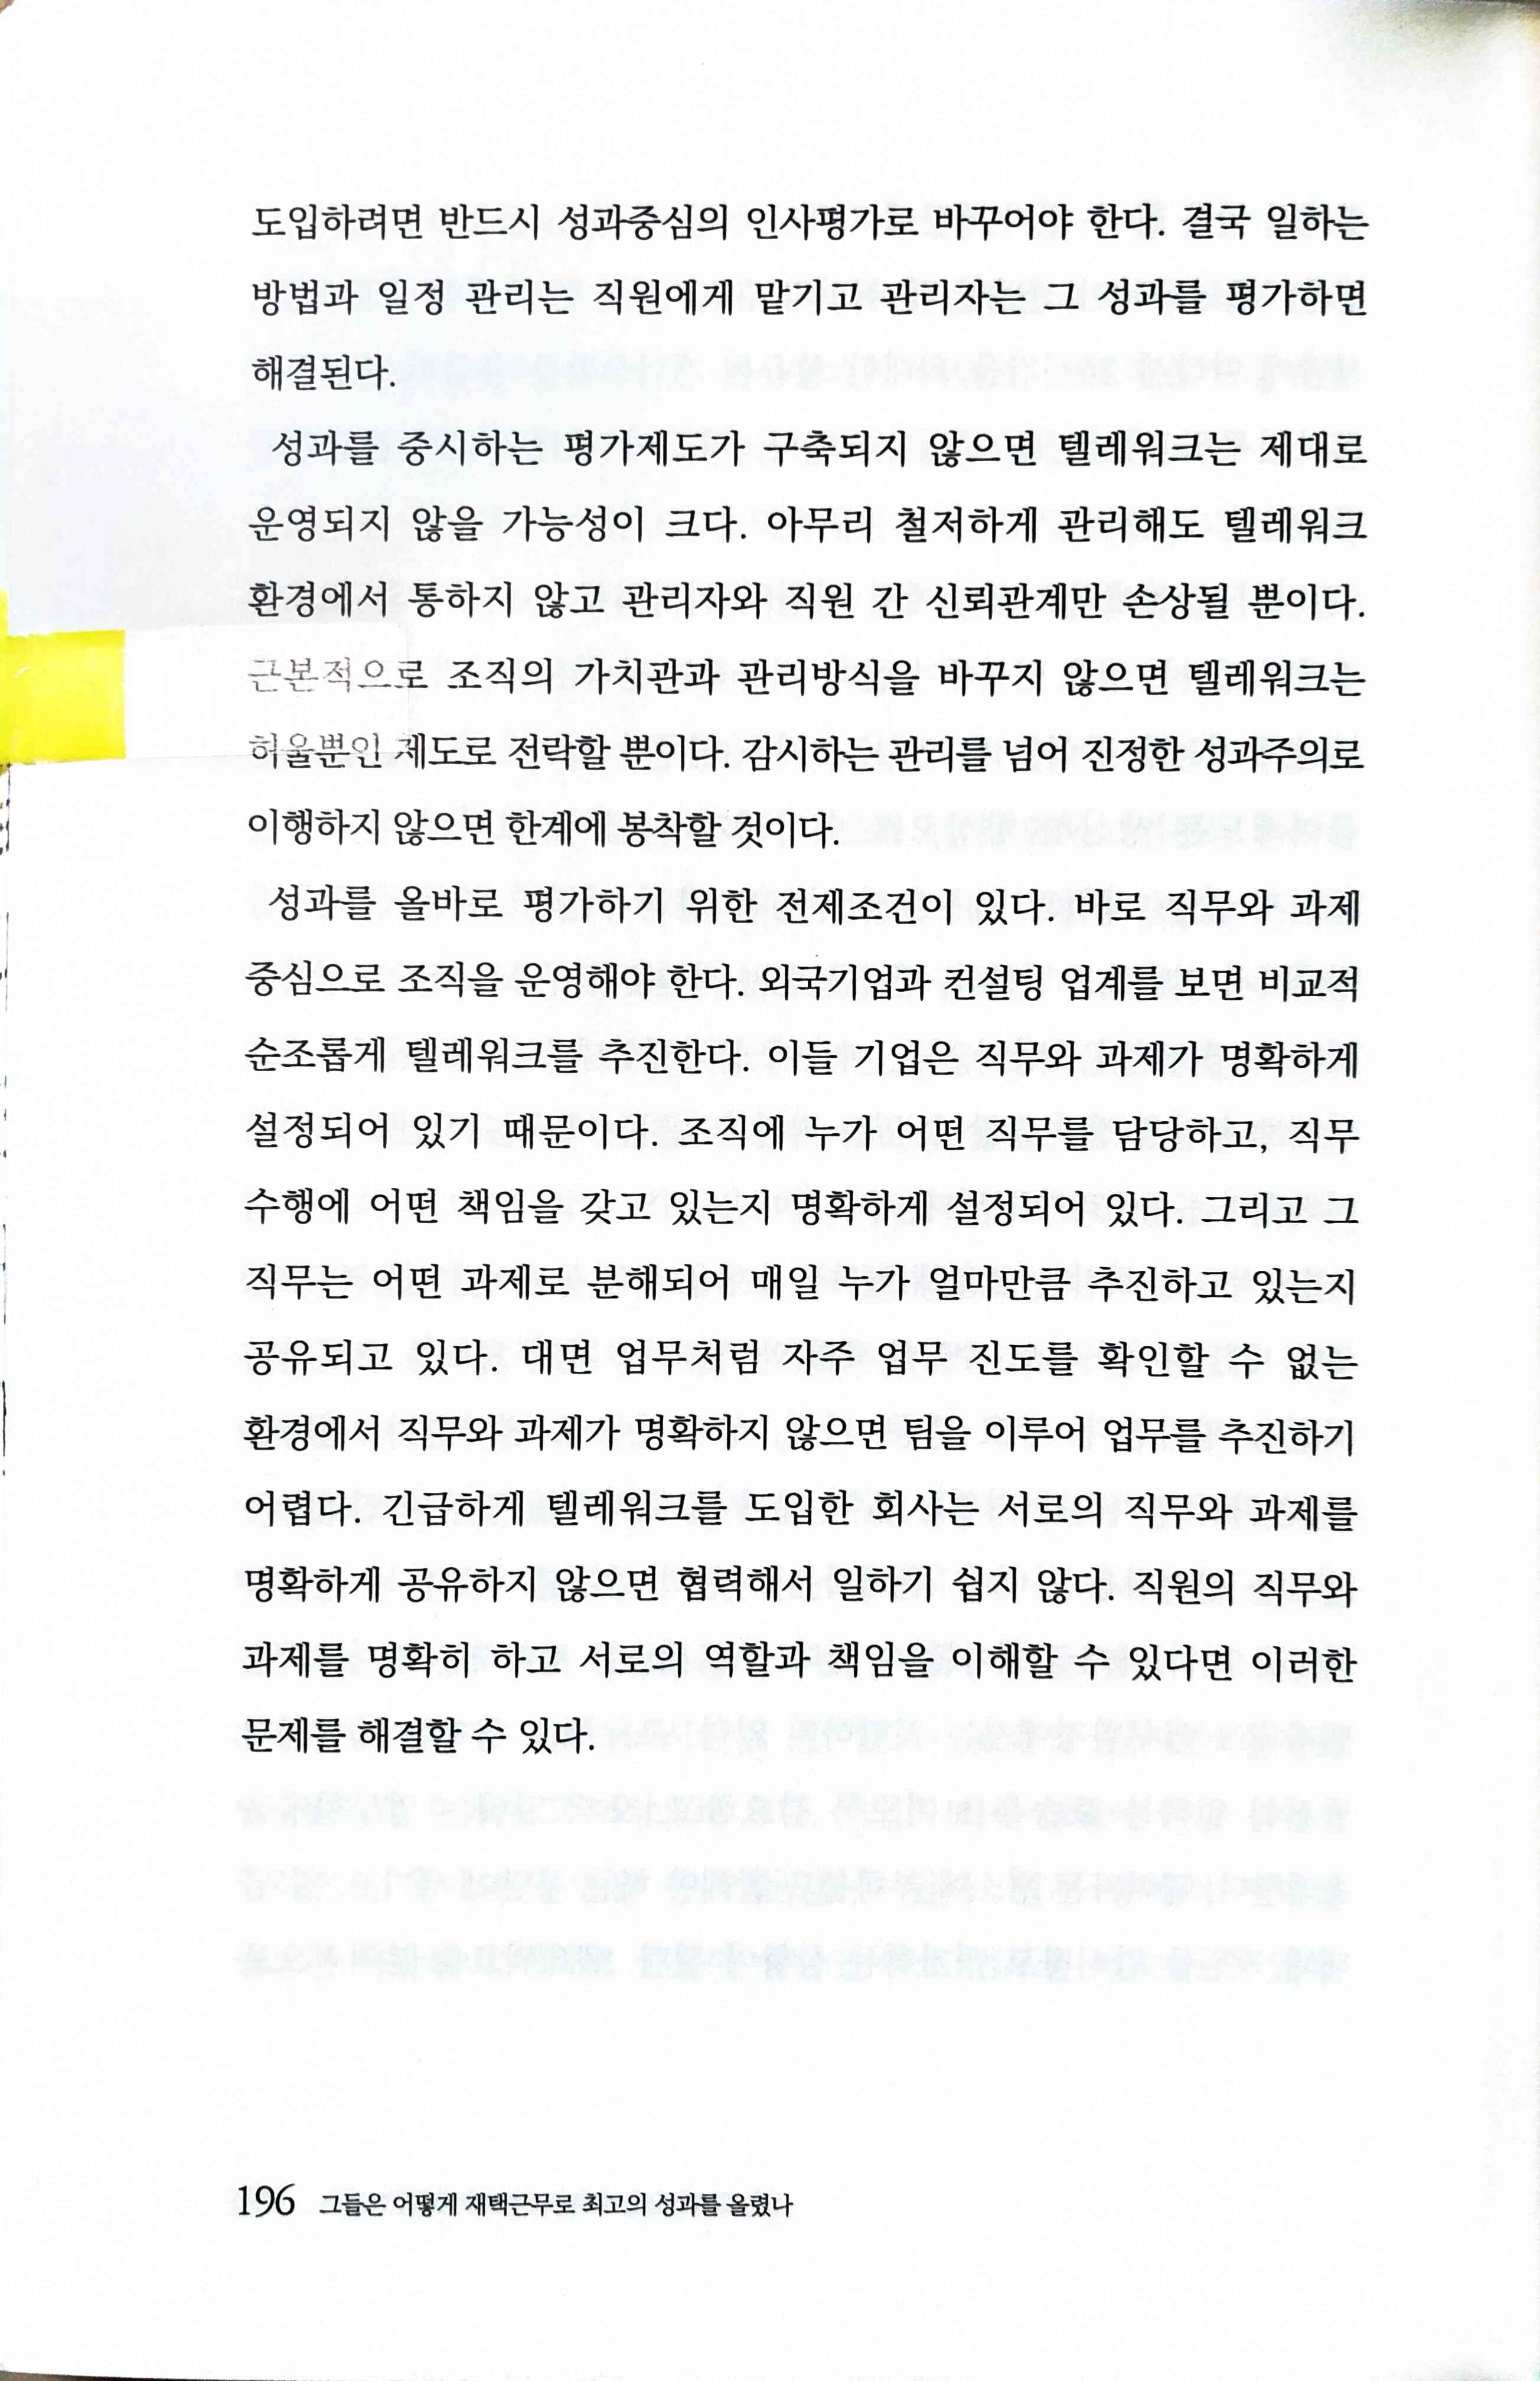 도입하려면 반드시 성과중심의 인사평가로 바꾸어야 한다. 결국 일하는
방법과 일정 관리는 직원에게 맡기고 관리자는 그 성과를 평가하면
해결된다.
성과를 중시하는 평가제도가 구축되지 않으면 텔레워크는 제대로
운영되지 않을 가능성이 크다. 아무리 철저하게 관리해도 텔레워크
환경에서 통하지 않고 관리자와 직원 간 신뢰관계만 손상될 뿐이다.
근본적으로 조직의 가치관과 관리방식을 바꾸지 않으면 텔레워크는
허울뿐인 제도로 전락할 뿐이다. 감시하는 관리를 넘어 진정한 성과주의로
이행하지 않으면 한계에 봉착할 것이다.
성과를 올바로 평가하기 위한 전제조건이 있다. 바로 직무와 과제
중심으로 조직을 운영해야 한다. 외국기업과 컨설팅 업계를 보면 비교적
순조롭게 텔레워크를 추진한다. 이들 기업은 직무와 과제가 명확하게
설정되어 있기 때문이다. 조직에 누가 어떤 직무를 담당하고, 직무
수행에 어떤 책임을 갖고 있는지 명확하게 설정되어 있다. 그리고 그
직무는 어떤 과제로 분해되어 매일 누가 얼마만큼 추진하고 있는지
공유되고 있다. 대면 업무처럼 자주 업무 진도를 확인할 수 없는
환경에서 직무와 과제가 명확하지 않으면 팀을 이루어 업무를 추진하기
어렵다. 긴급하게 텔레워크를 도입한 회사는 서로의 직무와 과제를
명확하게 공유하지 않으면 협력해서 일하기 쉽지 않다. 직원의 직무와
과제를 명확히 하고 서로의 역할과 책임을 이해할 수 있다면 이러한
문제를 해결할 수 있다.
196 그들은 어떻게 재택근무로 최고의 성과를 올렸나